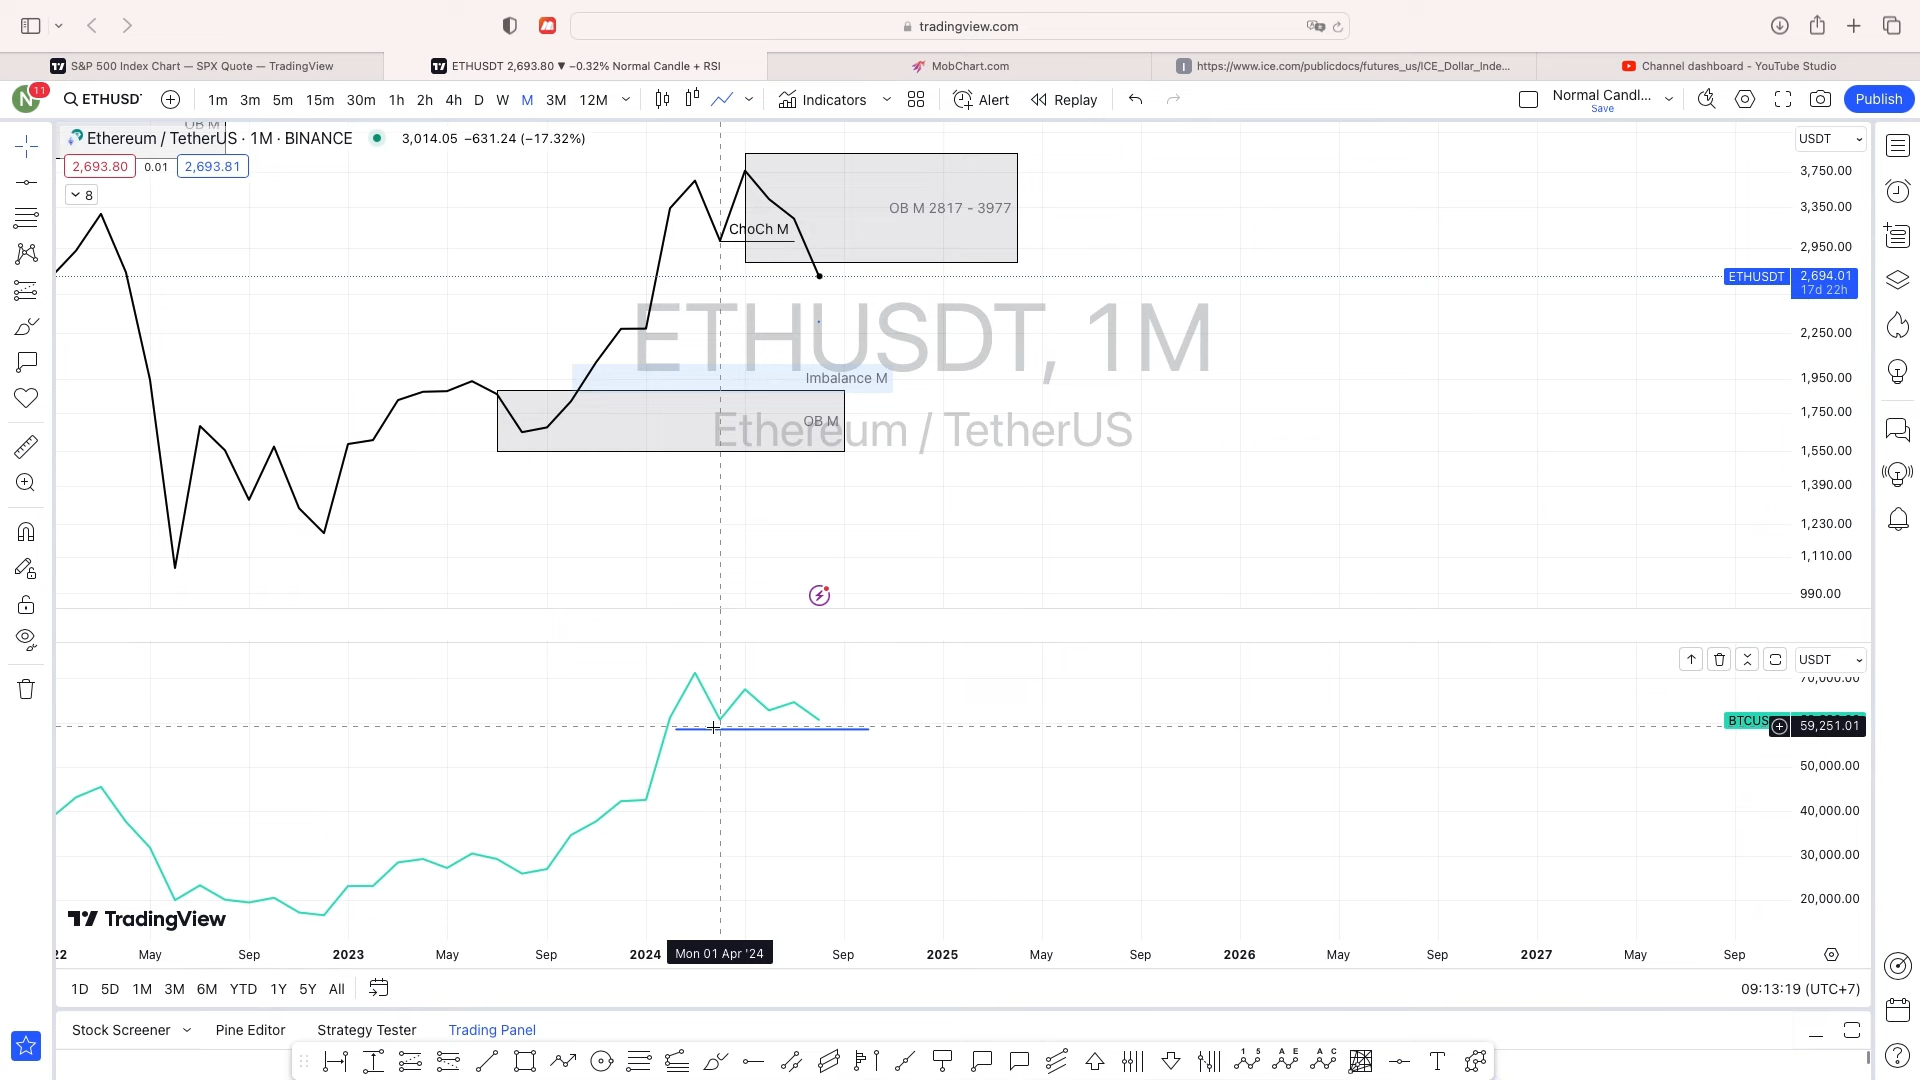 tradingview.com
S&P 500 Index Chart — SPX Quote — TradingView
ETHUSDT 2,693.80 ▼ −0.32% Normal Candle + RSI
MobChart.com
https://www.ice.com/publicdocs/futures_us/ICE_Dollar_Inde...
Channel dashboard - YouTube Studio
N 11
ETHUSD
1m 3m 5m 15m 30m 1h 2h 4h D W M 3M 12M
Indicators
Alert
Replay
Normal Candl...
Save
Publish
OB M
Ethereum / TetherUS · 1M · BINANCE
3,014.05 −631.24 (−17.32%)
USDT
2,693.80 0.01 2,693.81
8
3,750.00
OB M 2817 - 3977
3,350.00
ChoCh M
2,950.00
ETHUSDT 2,694.01
17d 22h
ETHUSDT, 1M
2,250.00
Imbalance M
1,950.00
1,750.00
OB M
Ethereum / TetherUS
1,550.00
1,390.00
1,230.00
1,110.00
990.00
USDT
70,000.00
BTCUS
59,251.01
50,000.00
40,000.00
30,000.00
20,000.00
TradingView
22 May Sep 2023 May Sep 2024 Mon 01 Apr '24 Sep 2025 May Sep 2026 May Sep 2027 May Sep
1D 5D 1M 3M 6M YTD 1Y 5Y All
09:13:19 (UTC+7)
Stock Screener
Pine Editor
Strategy Tester
Trading Panel